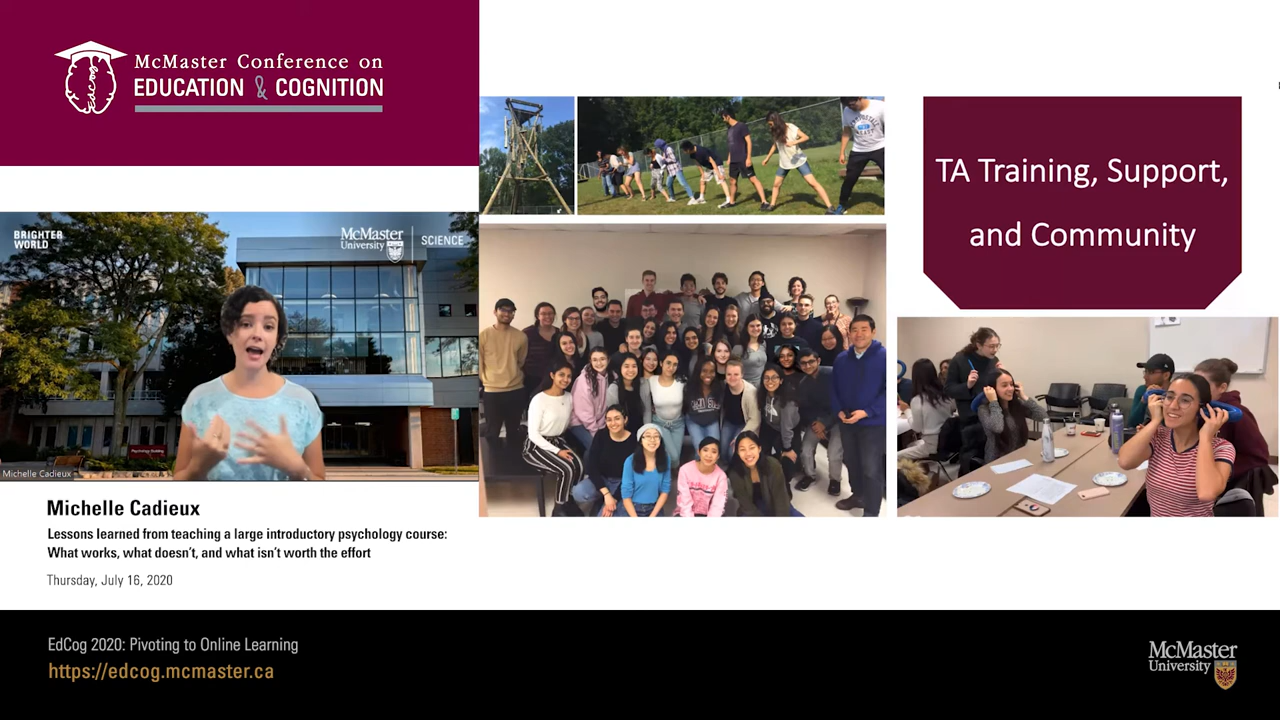 McMaster Conference on
EDUCATION & COGNITION
BRIGHTER
WORLD
McMaster
University
SCIENCE
Michelle Cadieux
Michelle Cadieux
Lessons learned from teaching a large introductory psychology course:
What works, what doesn't, and what isn't worth the effort
Thursday, July 16, 2020
TA Training, Support,
and Community
EdCog 2020: Pivoting to Online Learning
https://edcog.mcmaster.ca
McMaster
University